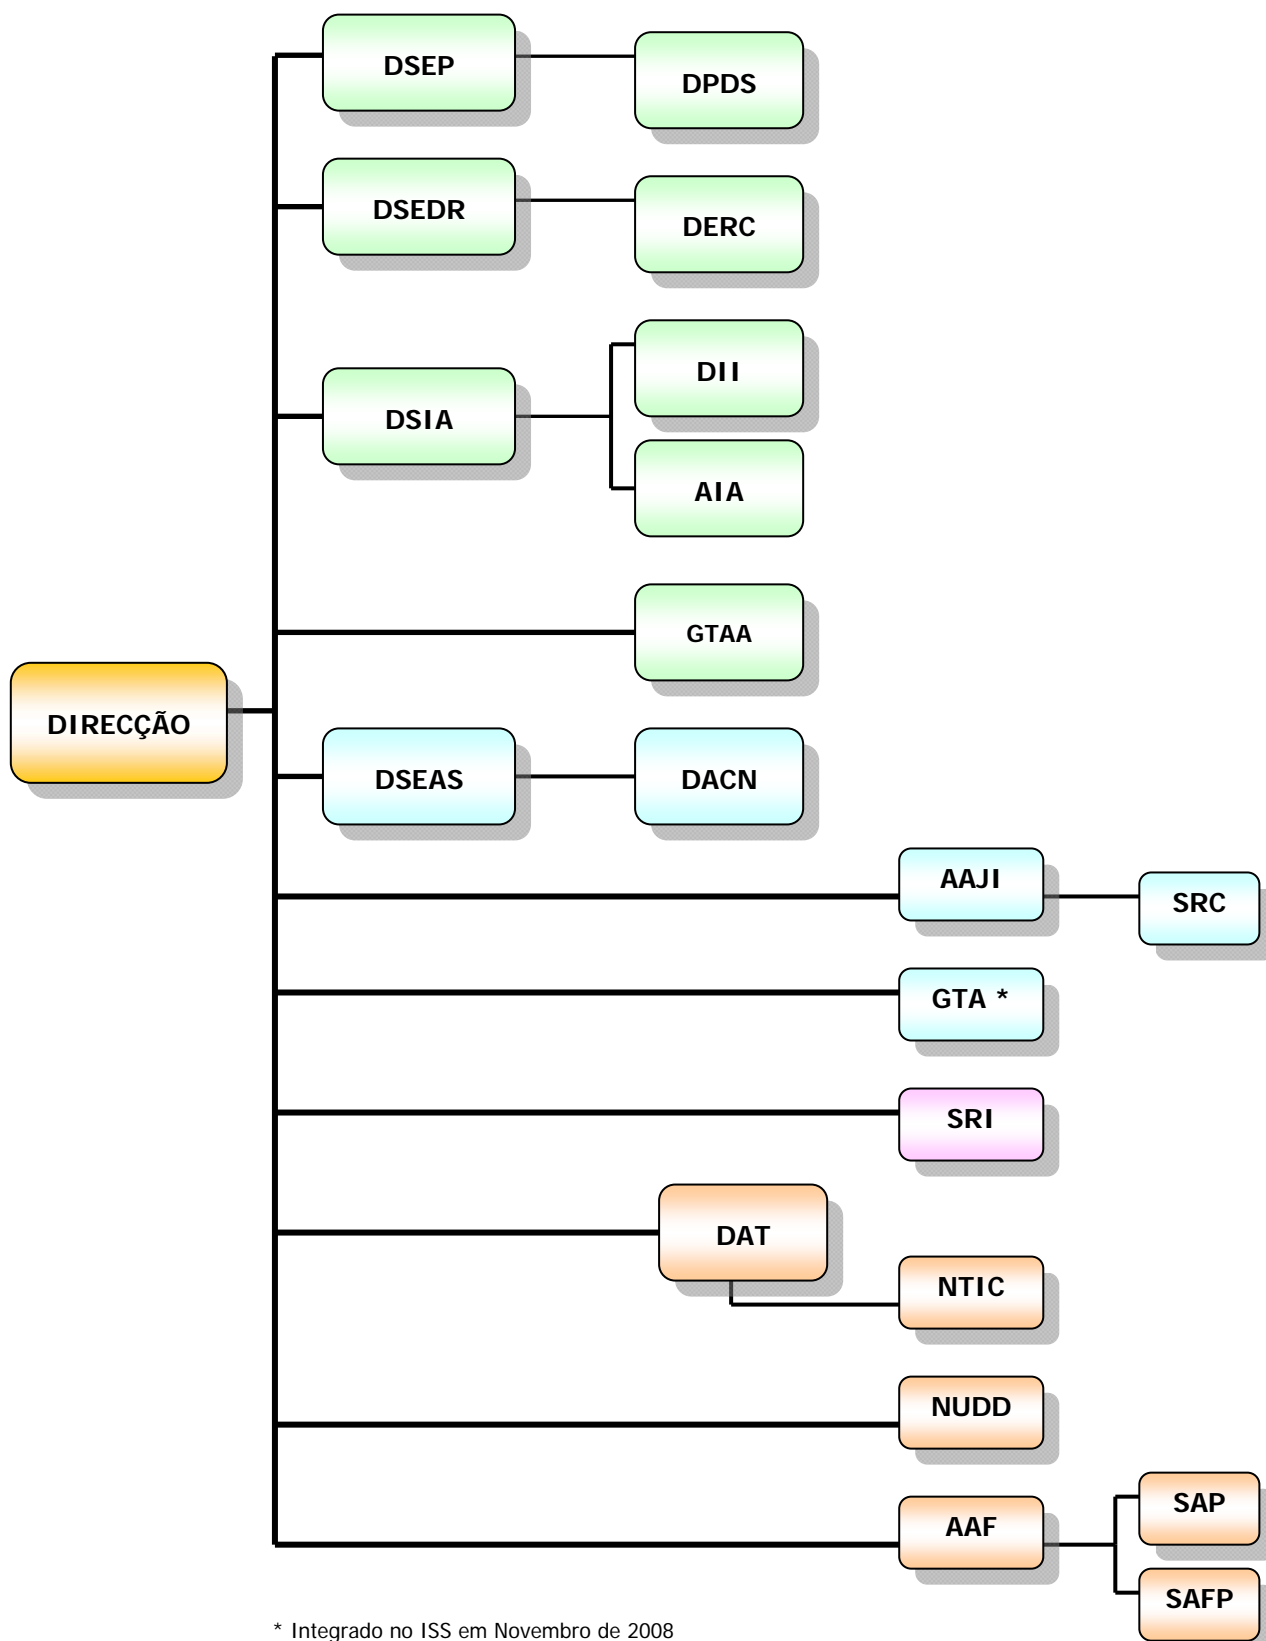 DSEP
DPDS
DSEDR
DERC
DSIA
DII
AIA
GTAA
DIRECÇÃO
DSEAS
DACN
AAJI
SRC
GTA *
SRI
DAT
NTIC
NUDD
AAF
SAP
SAFP
* Integrado no ISS em Novembro de 2008